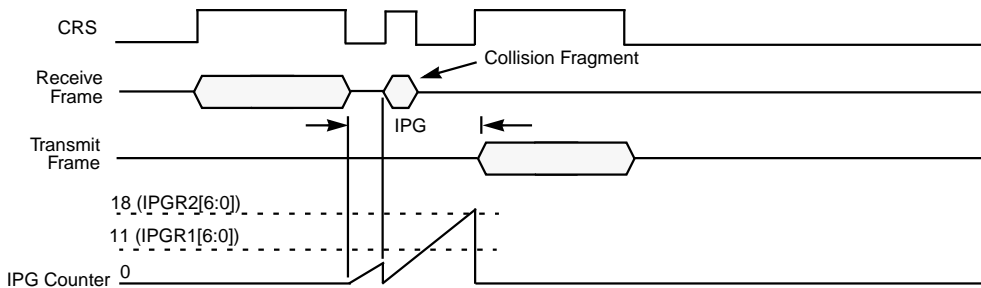 CRS
Collision Fragment
Receive
Frame
IPG
Transmit
Frame
18 (IPGR2[6:0])
11 (IPGR1[6:0])
IPG Counter 0